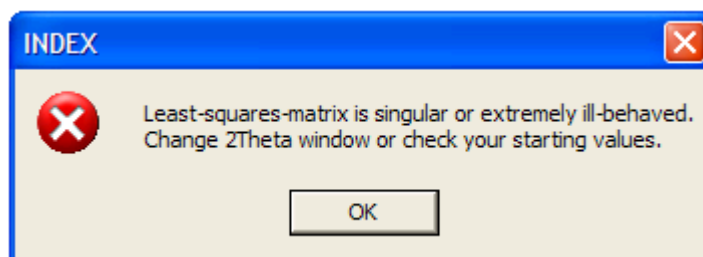 INDEX
Least-squares-matrix is singular or extremely ill-behaved.
Change 2Theta window or check your starting values.
OK